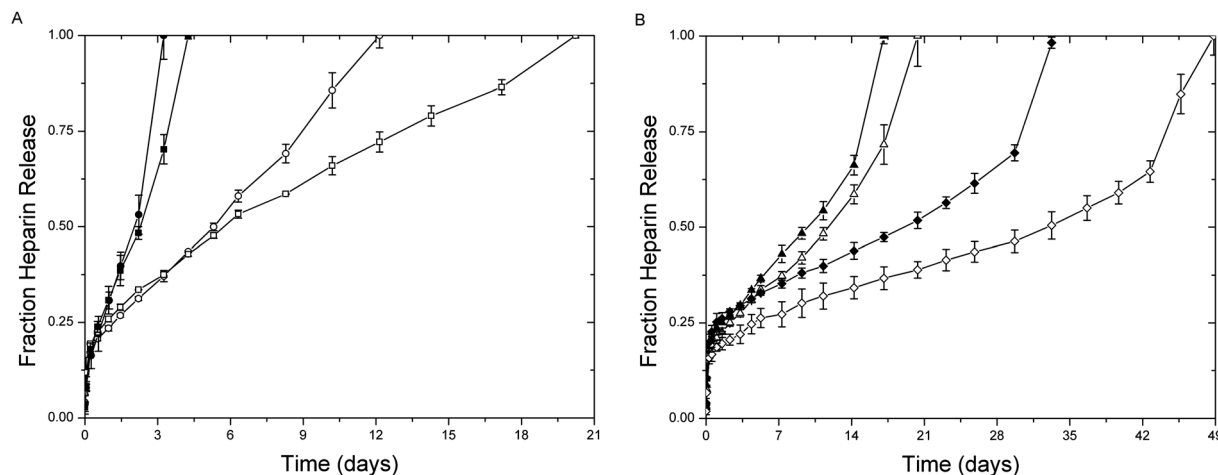 A
Fraction Heparin Release
1.00
0.75
0.50
0.25
0.00
0 3 6 9 12 15 18 21
Time (days)
B
Fraction Heparin Release
1.00
0.75
0.50
0.25
0.00
0 7 14 21 28 35 42 49
Time (days)